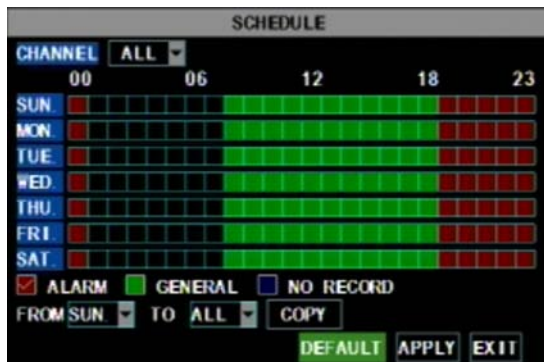 SCHEDULE
CHANNEL ALL
00 06 12 18 23
SUN.
MON.
TUE.
WED.
THU.
FRI.
SAT.
ALARM GENERAL NO RECORD
FROM SUN. TO ALL COPY
DEFAULT APPLY EXIT